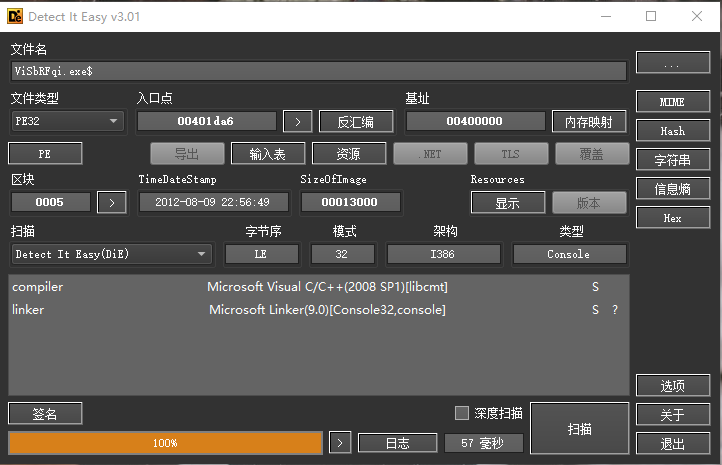 Detect It Easy v3.01
文件名
ViSbRFqi.exe$
...
文件类型 入口点 基址
PE32 00401da6 > 反汇编 00400000 内存映射 MIME
Hash
PE 导出 输入表 资源 .NET TLS 覆盖 字符串
区块 TimeDateStamp SizeOfImage Resources
信息熵
0005 > 2012-08-09 22:56:49 00013000 显示 版本
Hex
扫描 字节序 模式 架构 类型
Detect It Easy(DiE) LE 32 I386 Console
compiler Microsoft Visual C/C++(2008 SP1)[libcmt] S
linker Microsoft Linker(9.0)[Console32,console] S ?
选项
签名 深度扫描 扫描 关于
100% > 日志 57 毫秒 退出